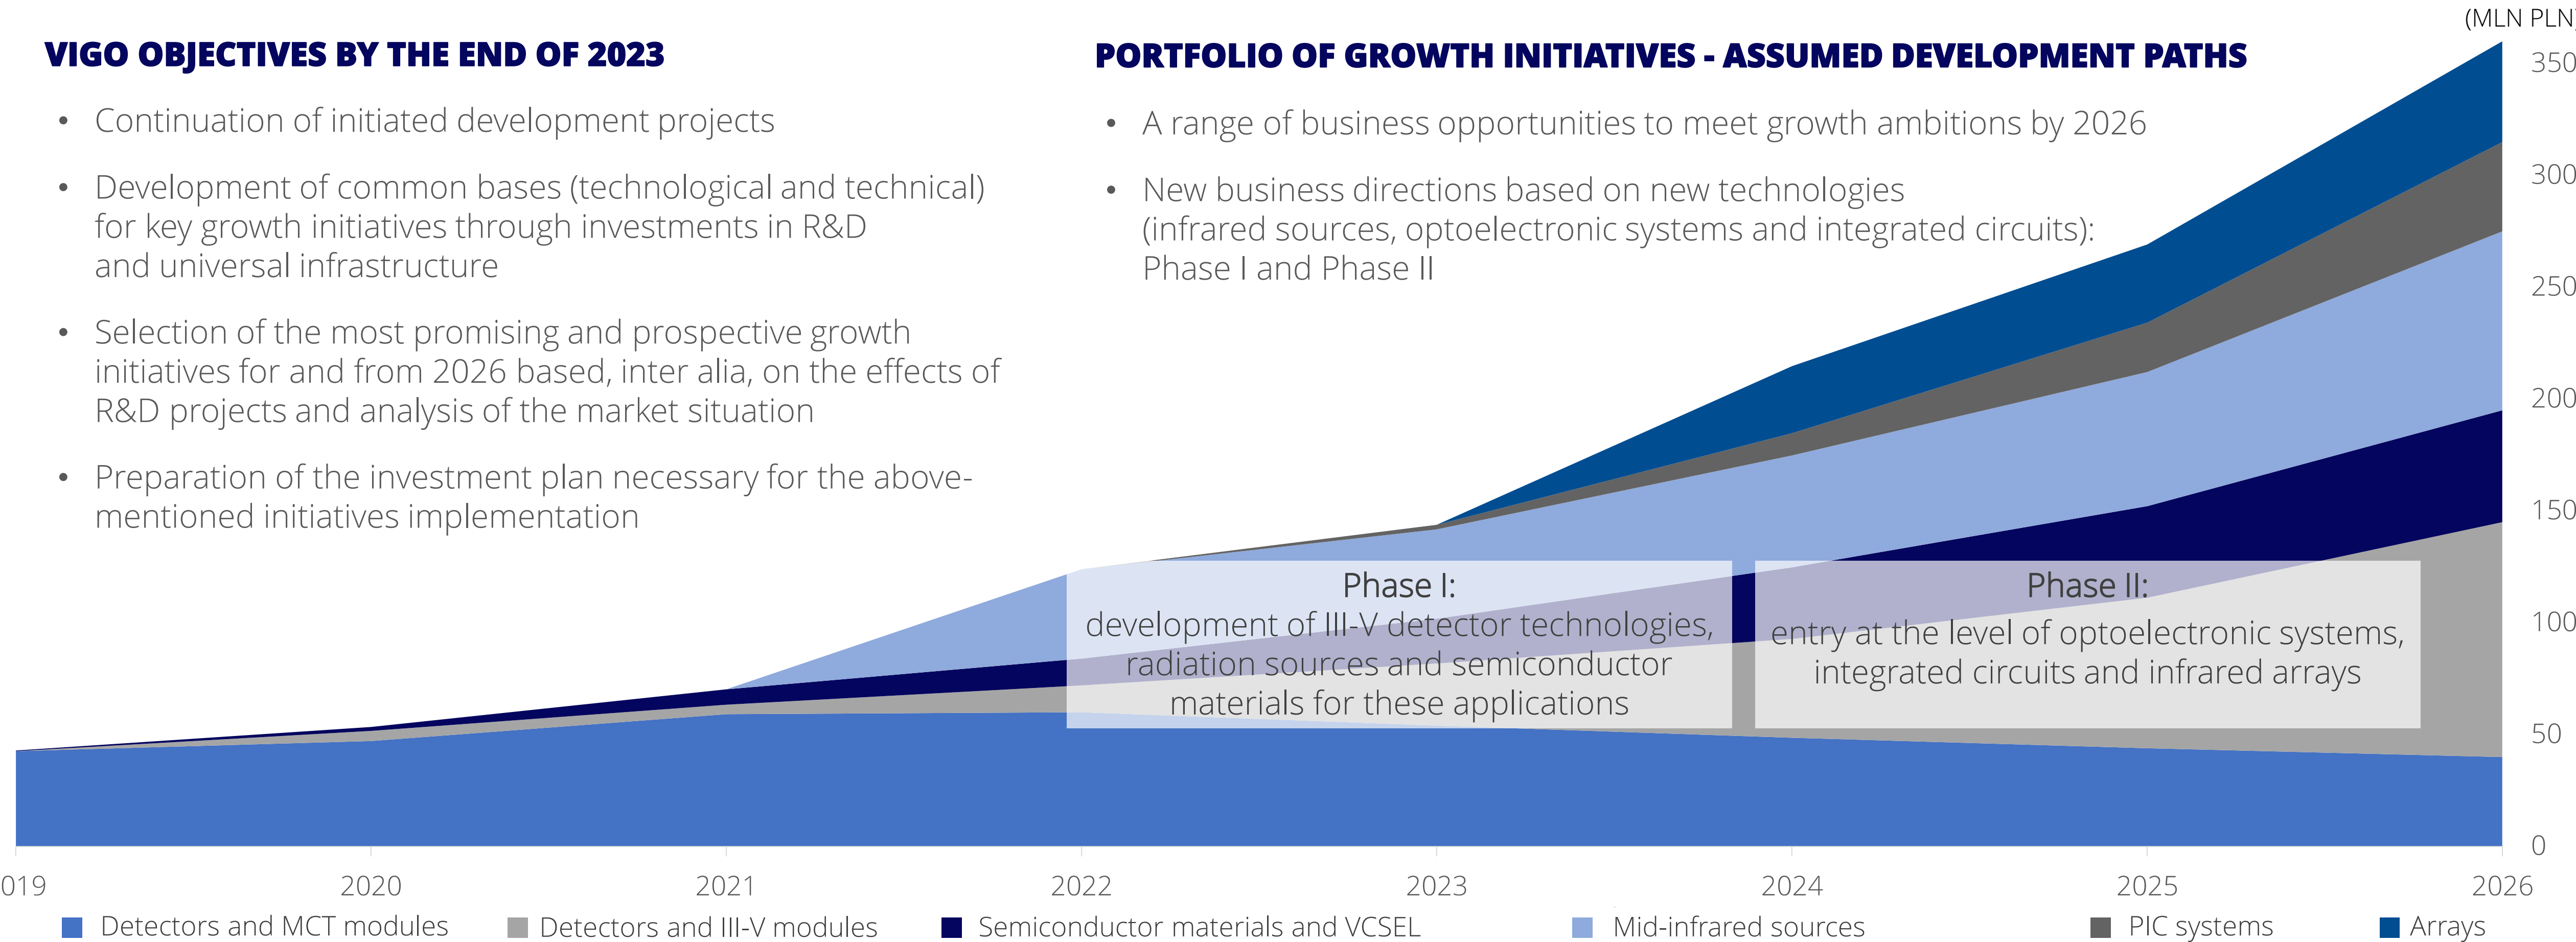 VIGO OBJECTIVES BY THE END OF 2023
• Continuation of initiated development projects
• Development of common bases (technological and technical)
for key growth initiatives through investments in R&D
and universal infrastructure
• Selection of the most promising and prospective growth
initiatives for and from 2026 based, inter alia, on the effects of
R&D projects and analysis of the market situation
• Preparation of the investment plan necessary for the above-
mentioned initiatives implementation
PORTFOLIO OF GROWTH INITIATIVES - ASSUMED DEVELOPMENT PATHS
• A range of business opportunities to meet growth ambitions by 2026
• New business directions based on new technologies
(infrared sources, optoelectronic systems and integrated circuits):
Phase I and Phase II
(MLN PLN)
350
300
250
200
150
100
50
0
Phase I:
development of III-V detector technologies,
radiation sources and semiconductor
materials for these applications
Phase II:
entry at the level of optoelectronic systems,
integrated circuits and infrared arrays
019 2020 2021 2022 2023 2024 2025 2026
Detectors and MCT modules Detectors and III-V modules Semiconductor materials and VCSEL Mid-infrared sources PIC systems Arrays